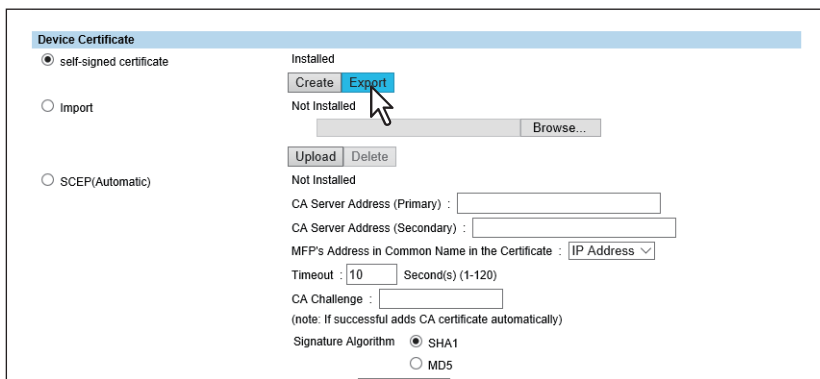 Device Certificate
self-signed certificate Installed
Create Export
Import Not Installed
Browse...
Upload Delete
SCEP(Automatic) Not Installed
CA Server Address (Primary) :
CA Server Address (Secondary) :
MFP's Address in Common Name in the Certificate : IP Address
Timeout : 10 Second(s) (1-120)
CA Challenge :
(note: If successful adds CA certificate automatically)
Signature Algorithm SHA1
MD5